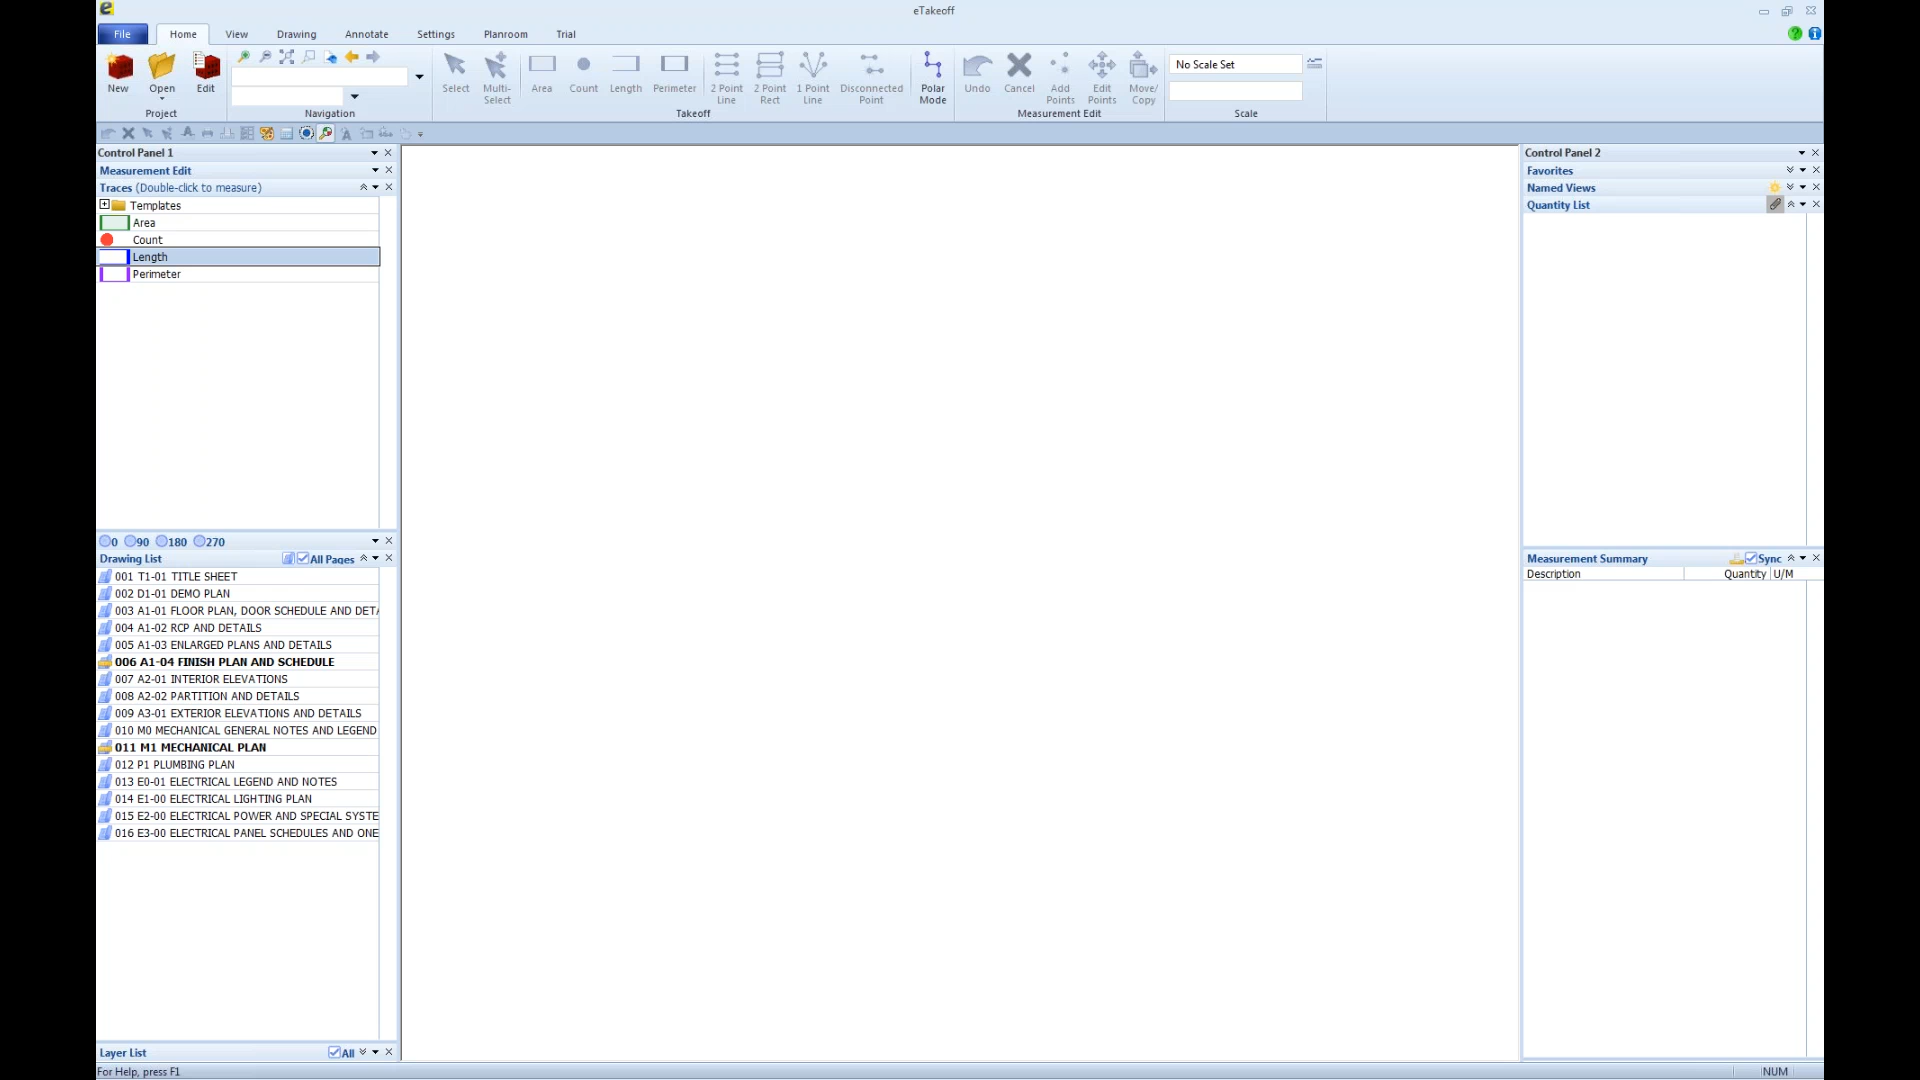 eTakeoff
File Home View Drawing Annotate Settings Planroom Trial
New Open Edit
Project
Navigation
Select Multi-Select Area Count Length Perimeter 2 Point Line 2 Point Rect 1 Point Line Disconnected Point Polar Mode
Takeoff
Undo Cancel Add Points Edit Points Move/Copy
Measurement Edit
No Scale Set
Scale
Control Panel 1
Measurement Edit
Traces (Double-click to measure)
Templates
Area
Count
Length
Perimeter
0 90 180 270
Drawing List All Pages
001 T1-01 TITLE SHEET
002 D1-01 DEMO PLAN
003 A1-01 FLOOR PLAN, DOOR SCHEDULE AND DETA
004 A1-02 RCP AND DETAILS
005 A1-03 ENLARGED PLANS AND DETAILS
006 A1-04 FINISH PLAN AND SCHEDULE
007 A2-01 INTERIOR ELEVATIONS
008 A2-02 PARTITION AND DETAILS
009 A3-01 EXTERIOR ELEVATIONS AND DETAILS
010 M0 MECHANICAL GENERAL NOTES AND LEGEND
011 M1 MECHANICAL PLAN
012 P1 PLUMBING PLAN
013 E0-01 ELECTRICAL LEGEND AND NOTES
014 E1-00 ELECTRICAL LIGHTING PLAN
015 E2-00 ELECTRICAL POWER AND SPECIAL SYSTE
016 E3-00 ELECTRICAL PANEL SCHEDULES AND ONE
Layer List All
For Help, press F1
Control Panel 2
Favorites
Named Views
Quantity List
Measurement Summary Sync
Description Quantity U/M
NUM